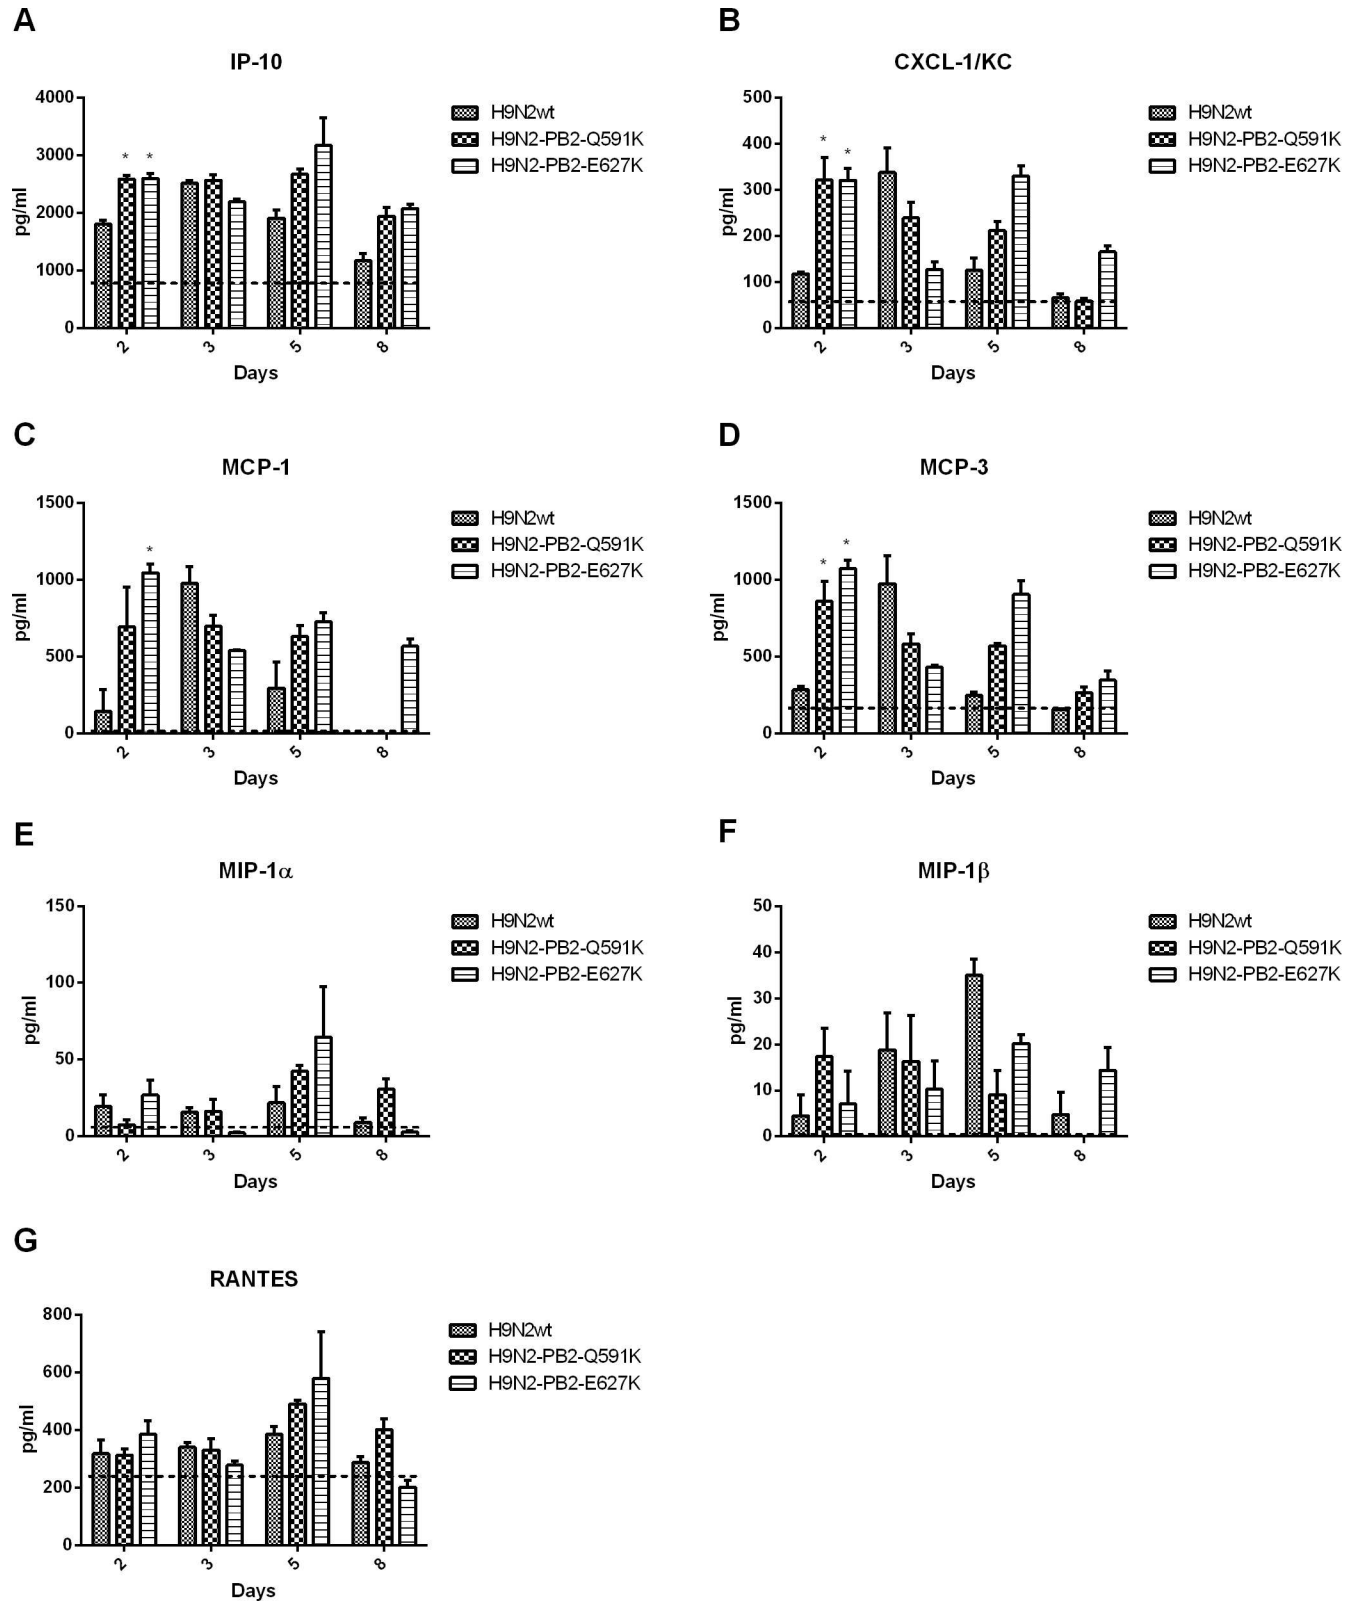 A
IP-10
4000
3000
2000
1000
0
pg/ml
* *
2 3 5 8
Days
H9N2wt
H9N2-PB2-Q591K
H9N2-PB2-E627K
B
CXCL-1/KC
500
400
300
200
100
0
pg/ml
* *
2 3 5 8
Days
H9N2wt
H9N2-PB2-Q591K
H9N2-PB2-E627K
C
MCP-1
1500
1000
500
0
pg/ml
*
2 3 5 8
Days
H9N2wt
H9N2-PB2-Q591K
H9N2-PB2-E627K
D
MCP-3
1500
1000
500
0
pg/ml
* *
2 3 5 8
Days
H9N2wt
H9N2-PB2-Q591K
H9N2-PB2-E627K
E
MIP-1α
150
100
50
0
pg/ml
2 3 5 8
Days
H9N2wt
H9N2-PB2-Q591K
H9N2-PB2-E627K
F
MIP-1β
50
40
30
20
10
0
pg/ml
2 3 5 8
Days
H9N2wt
H9N2-PB2-Q591K
H9N2-PB2-E627K
G
RANTES
800
600
400
200
0
pg/ml
2 3 5 8
Days
H9N2wt
H9N2-PB2-Q591K
H9N2-PB2-E627K